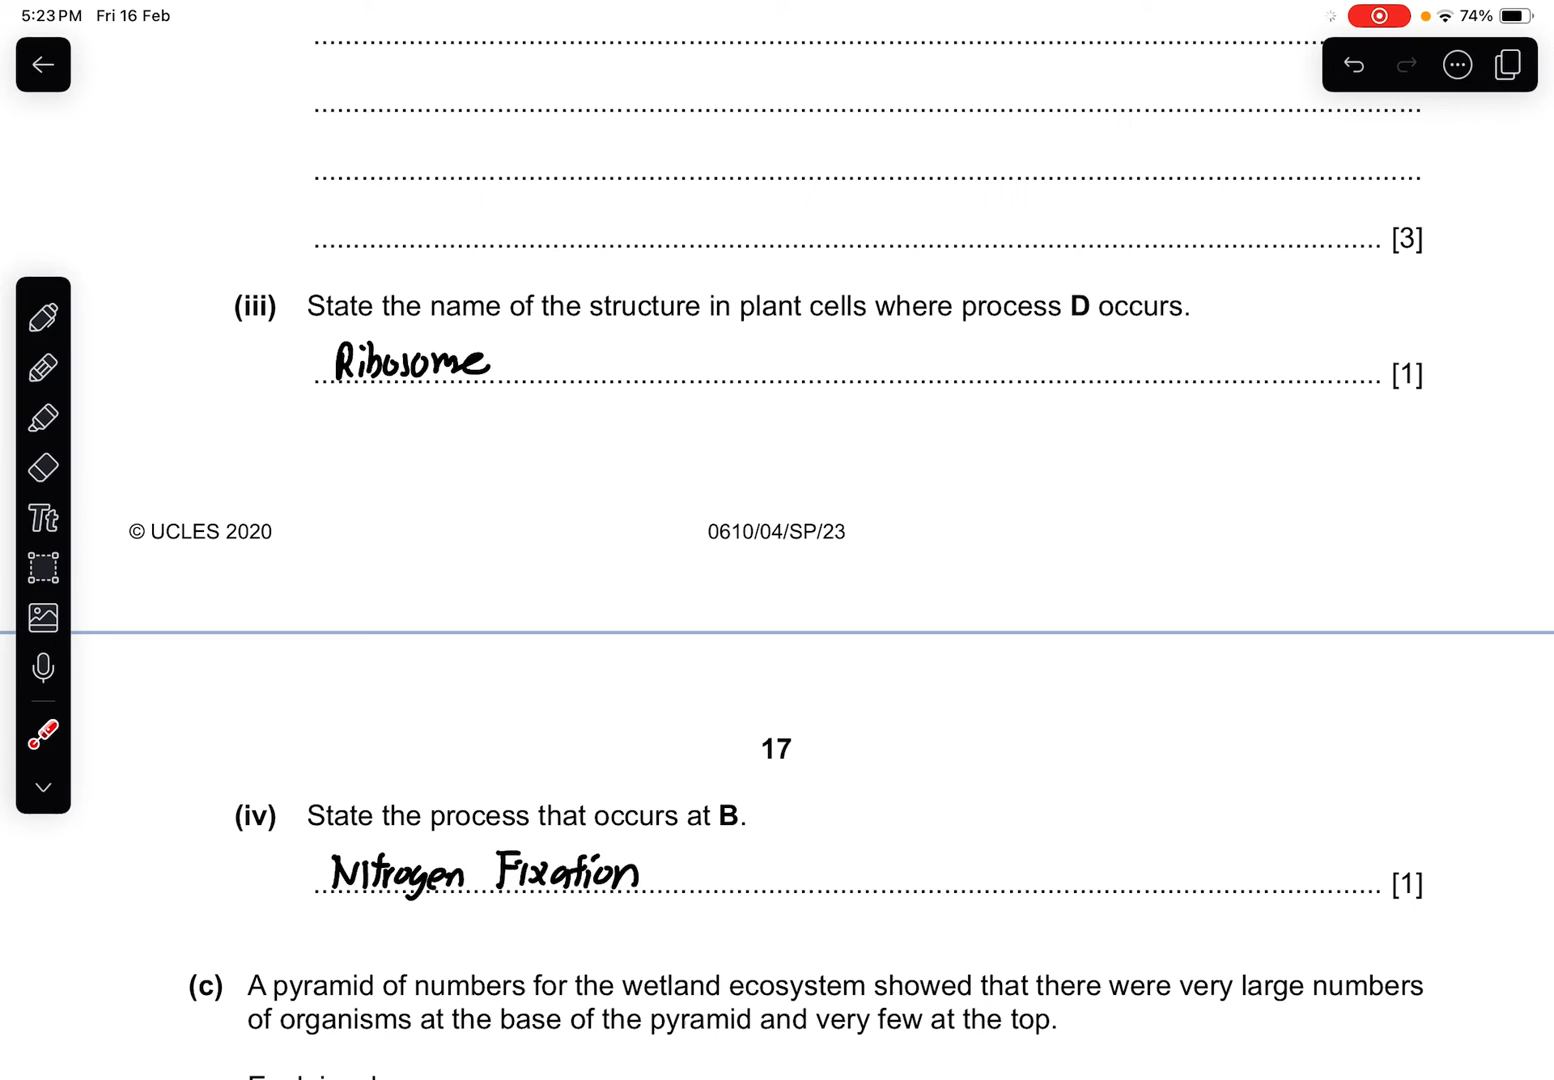 5:23 PM Fri 16 Feb
74%
[3]
(iii) State the name of the structure in plant cells where process D occurs.
Ribosome
[1]
Tt
© UCLES 2020 0610/04/SP/23
17
(iv) State the process that occurs at B.
Nitrogen Fixation
[1]
(c) A pyramid of numbers for the wetland ecosystem showed that there were very large numbers
of organisms at the base of the pyramid and very few at the top.